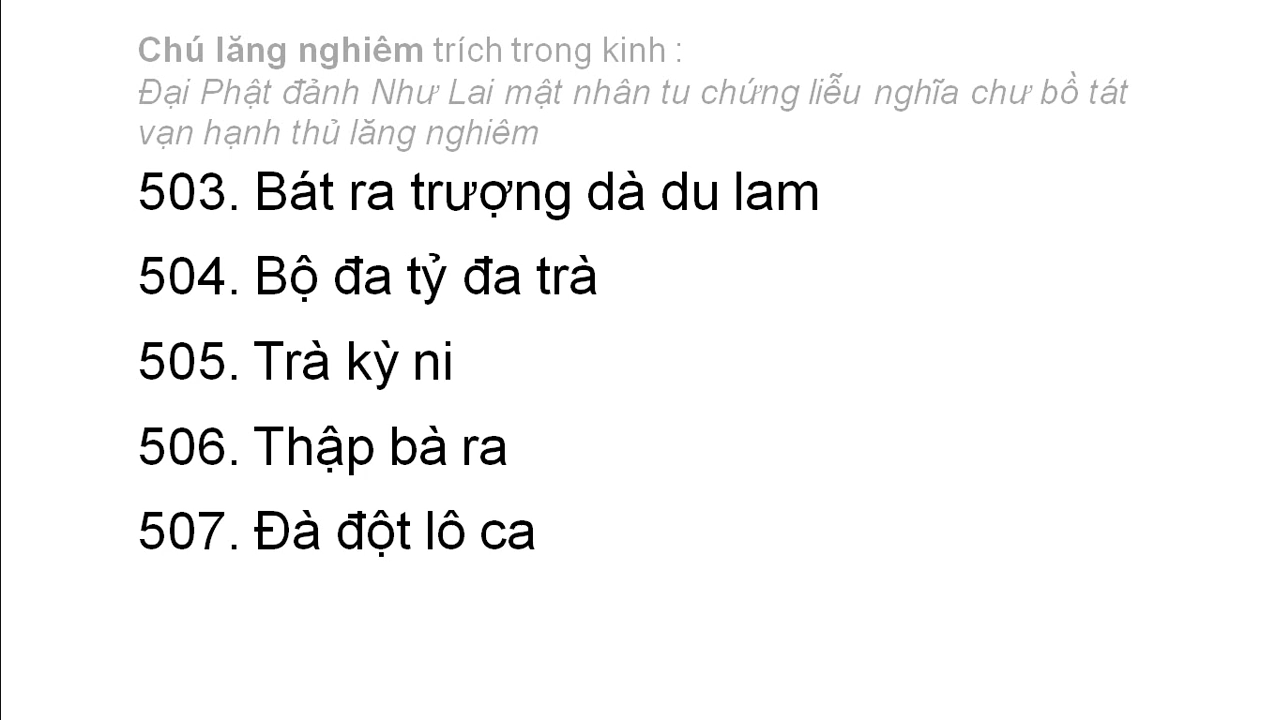 Chú lăng nghiêm trích trong kinh :
Đại Phật đảnh Như Lai mật nhân tu chứng liễu nghĩa chư bồ tát
vạn hạnh thủ lăng nghiêm
503. Bát ra trượng dà du lam
504. Bộ đa tỷ đa trà
505. Trà kỳ ni
506. Thập bà ra
507. Đà đột lô ca